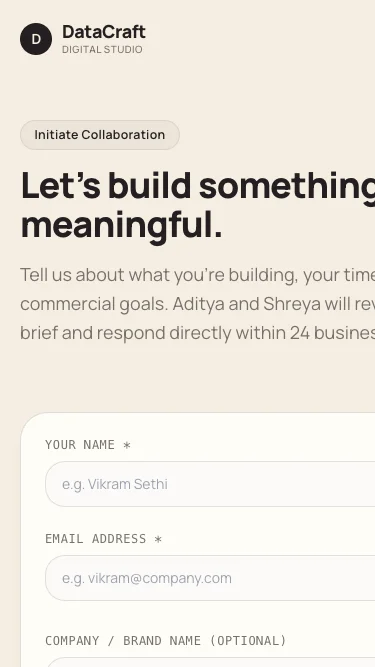 D
DataCraft
DIGITAL STUDIO
Initiate Collaboration
Let's build something
meaningful.
Tell us about what you're building, your time
commercial goals. Aditya and Shreya will rev
brief and respond directly within 24 busines
YOUR NAME *
e.g. Vikram Sethi
EMAIL ADDRESS *
e.g. vikram@company.com
COMPANY / BRAND NAME (OPTIONAL)